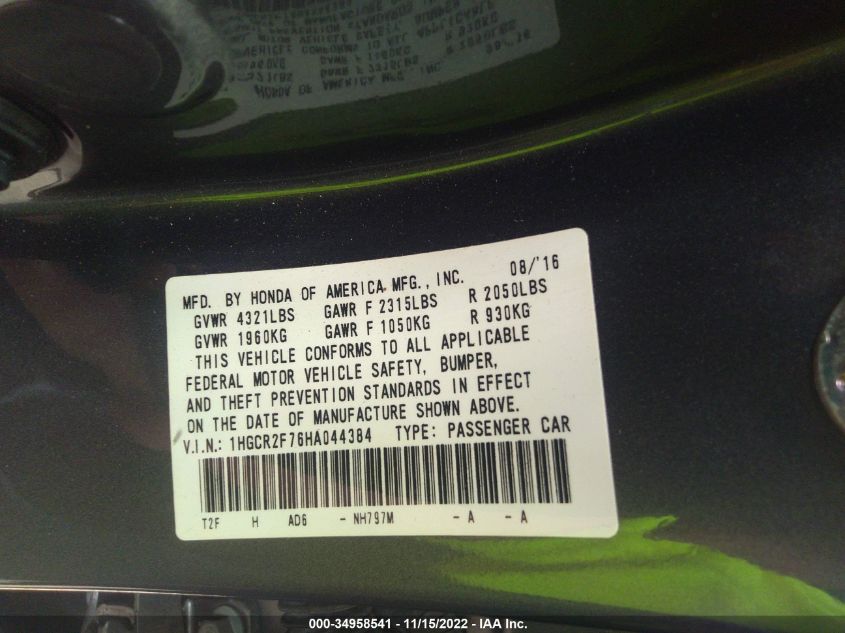 MFD. BY HONDA OF AMERICA MFG., INC. 08/'16
GVWR 4321LBS GAWR F 2315LBS R 2050LBS
GVWR 1960KG GAWR F 1050KG R 930KG
THIS VEHICLE CONFORMS TO ALL APPLICABLE
FEDERAL MOTOR VEHICLE SAFETY, BUMPER,
AND THEFT PREVENTION STANDARDS IN EFFECT
ON THE DATE OF MANUFACTURE SHOWN ABOVE.
V.I.N.: 1HGCR2F76HA044384 TYPE: PASSENGER CAR
T2F H AD6 - NH797M - A - A
000-34958541 - 11/15/2022 - IAA Inc.